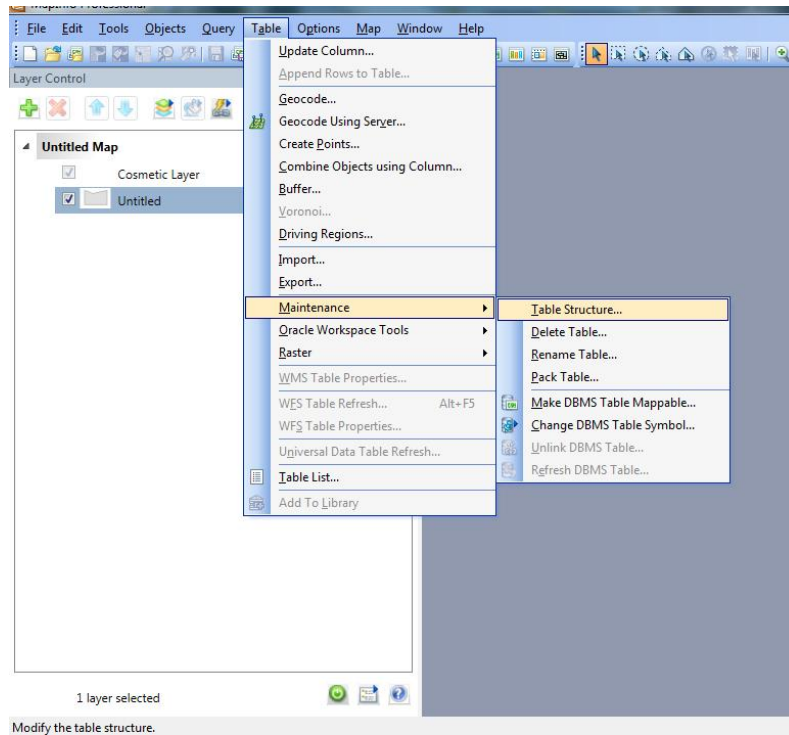 MapInfo Professional
File Edit Tools Objects Query Table Options Map Window Help
Layer Control
Untitled Map
Cosmetic Layer
Untitled
Update Column...
Append Rows to Table...
Geocode...
Geocode Using Server...
Create Points...
Combine Objects using Column...
Buffer...
Voronoi...
Driving Regions...
Import...
Export...
Maintenance
Oracle Workspace Tools
Raster
WMS Table Properties...
WFS Table Refresh... Alt+F5
WFS Table Properties...
Universal Data Table Refresh...
Table List...
Add To Library
Table Structure...
Delete Table...
Rename Table...
Pack Table...
Make DBMS Table Mappable...
Change DBMS Table Symbol...
Unlink DBMS Table...
Refresh DBMS Table...
1 layer selected
Modify the table structure.